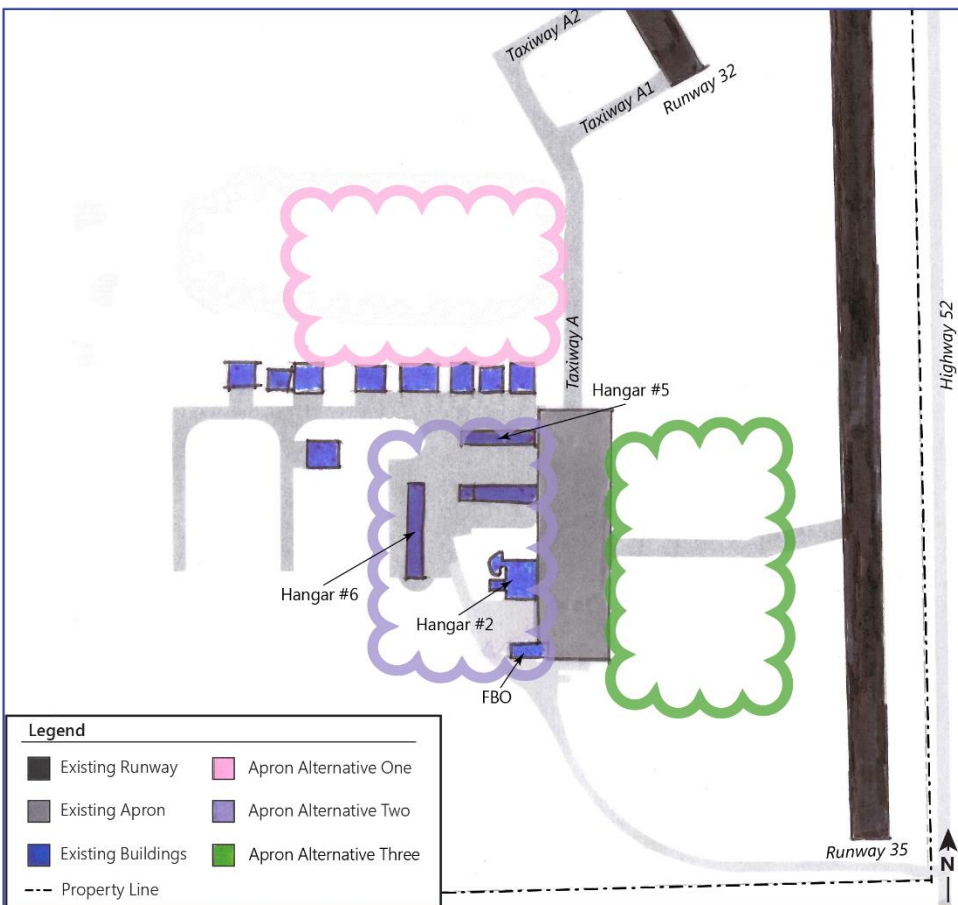 Taxiway A2
Taxiway A1
Runway 32
Highway 52
Taxiway A
Hangar #5
Hangar #6
Hangar #2
FBO
Runway 35
N
Legend
Existing Runway
Apron Alternative One
Existing Apron
Apron Alternative Two
Existing Buildings
Apron Alternative Three
Property Line